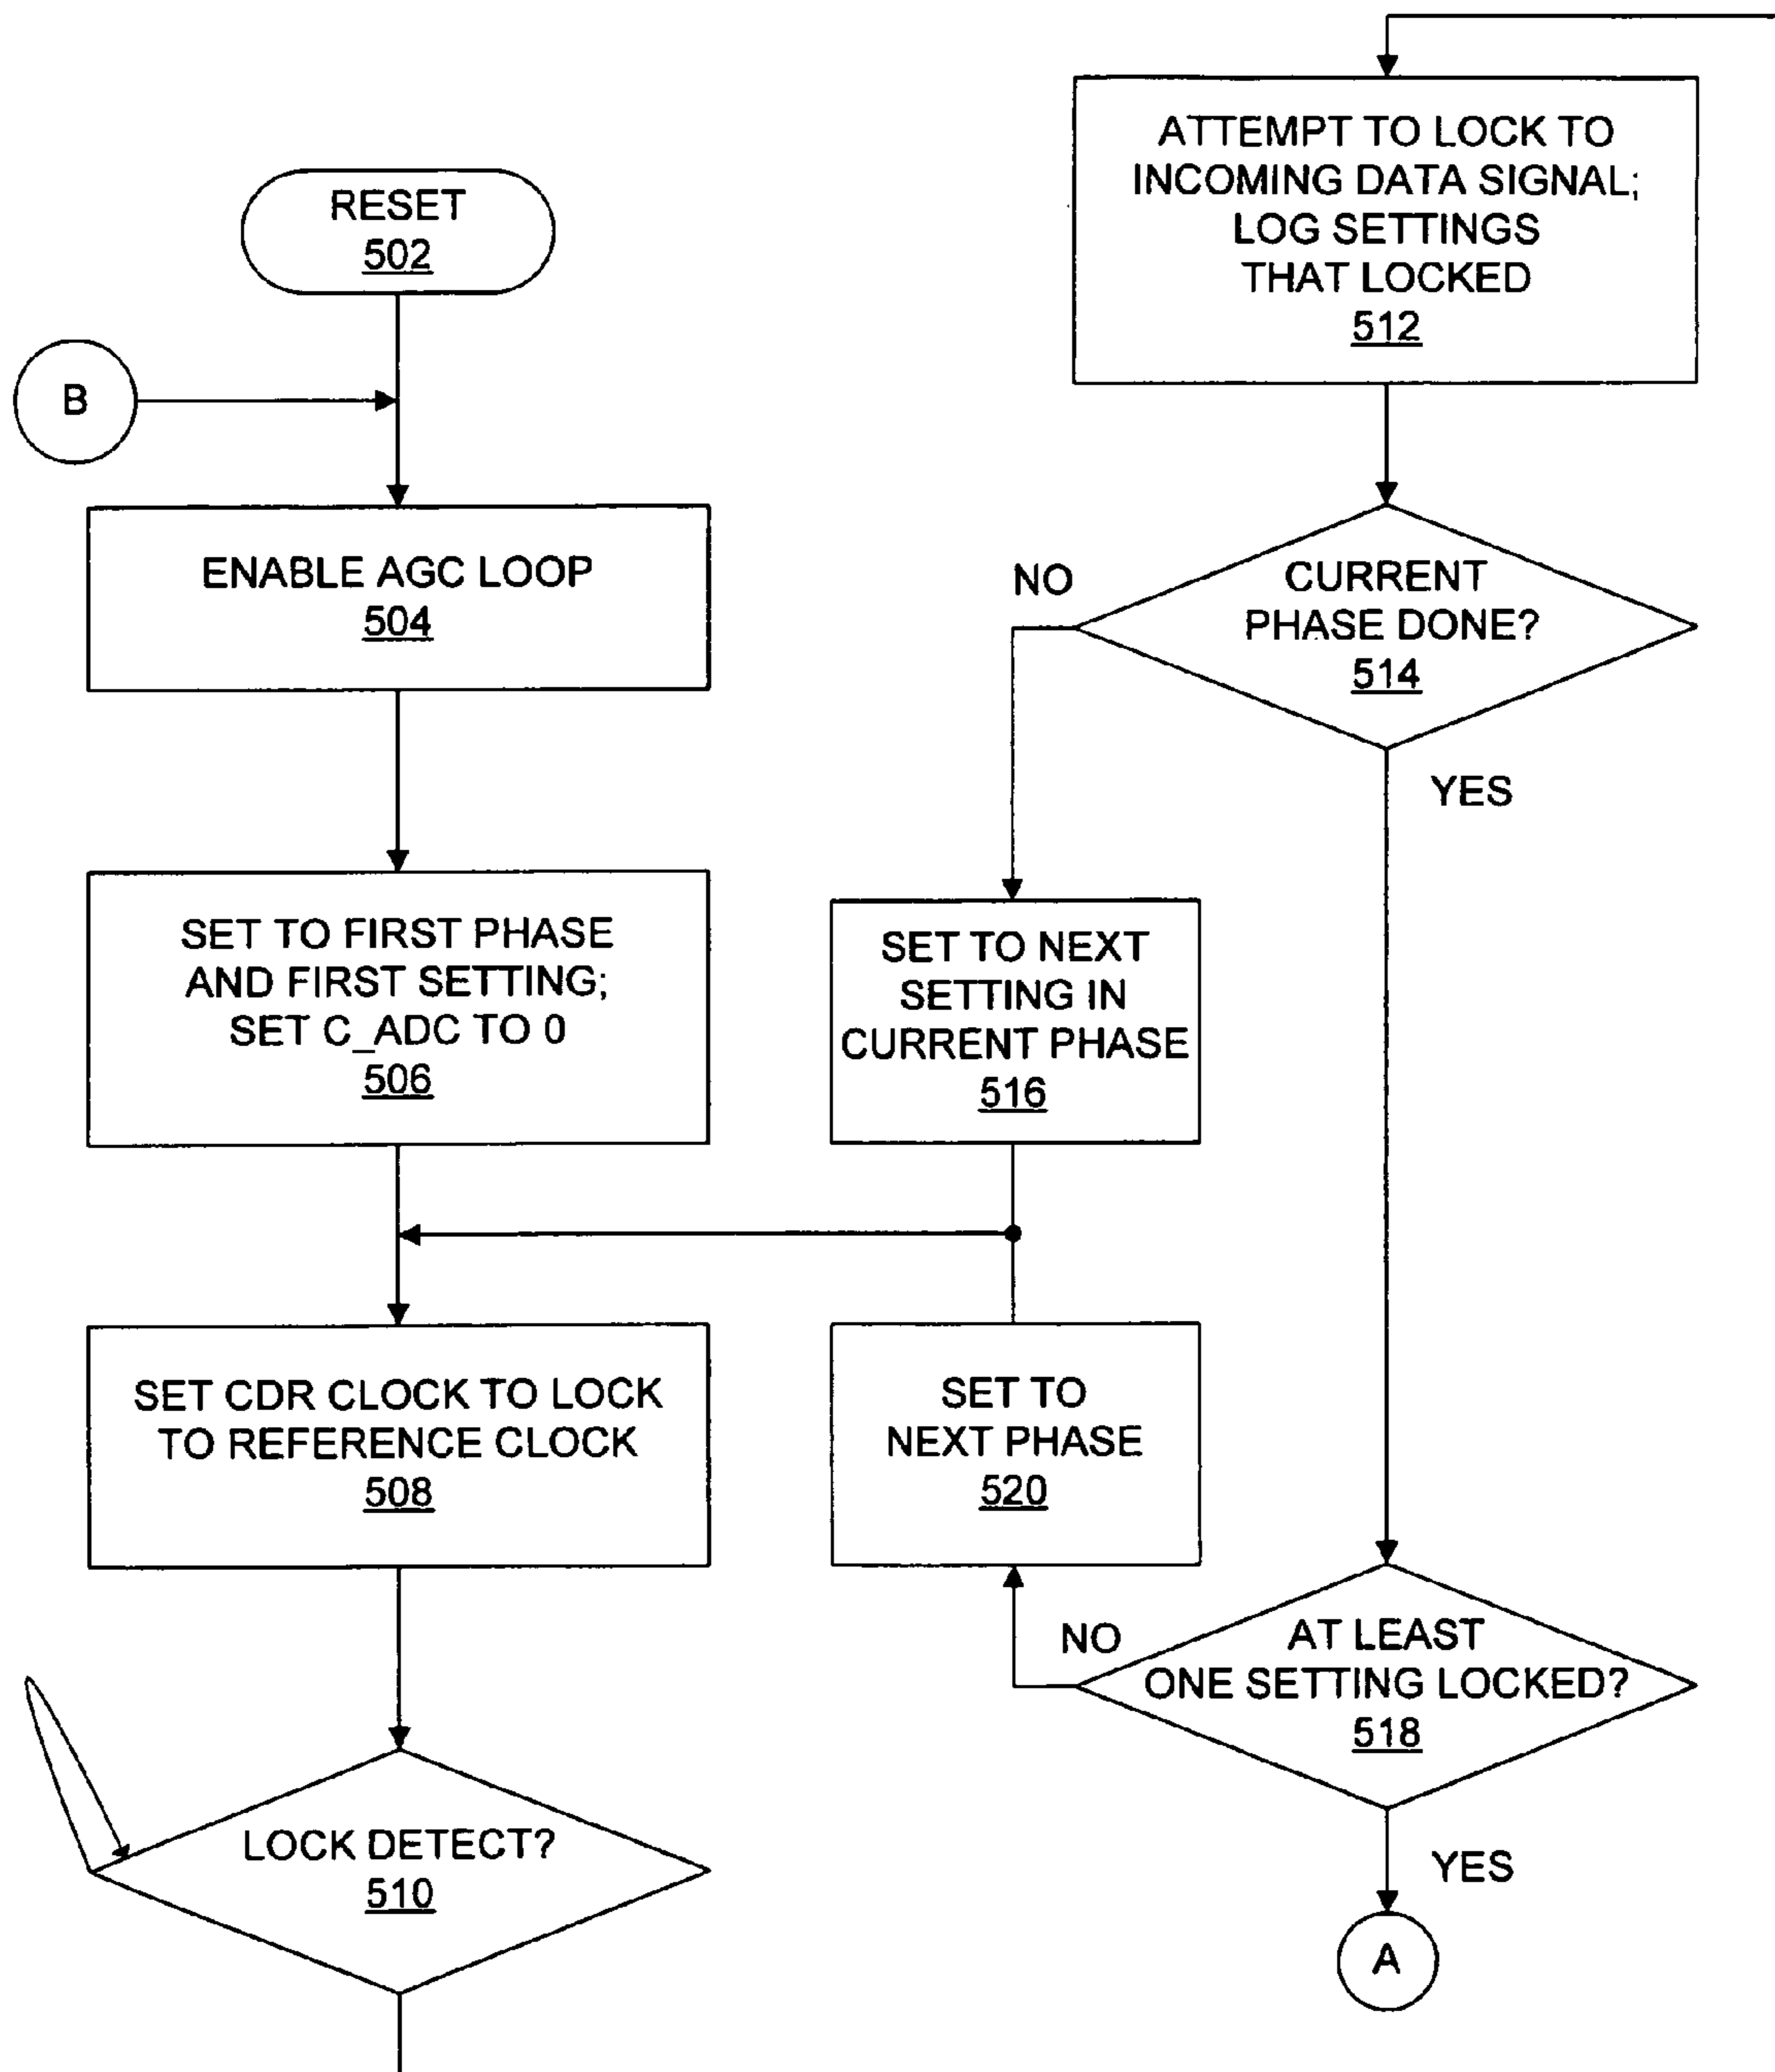 RESET
502
B
ENABLE AGC LOOP
504
SET TO FIRST PHASE
AND FIRST SETTING;
SET C_ADC TO 0
506
SET CDR CLOCK TO LOCK
TO REFERENCE CLOCK
508
LOCK DETECT?
510
ATTEMPT TO LOCK TO
INCOMING DATA SIGNAL;
LOG SETTINGS
THAT LOCKED
512
CURRENT
PHASE DONE?
514
NO
YES
SET TO NEXT
SETTING IN
CURRENT PHASE
516
SET TO
NEXT PHASE
520
AT LEAST
ONE SETTING LOCKED?
518
NO
YES
A